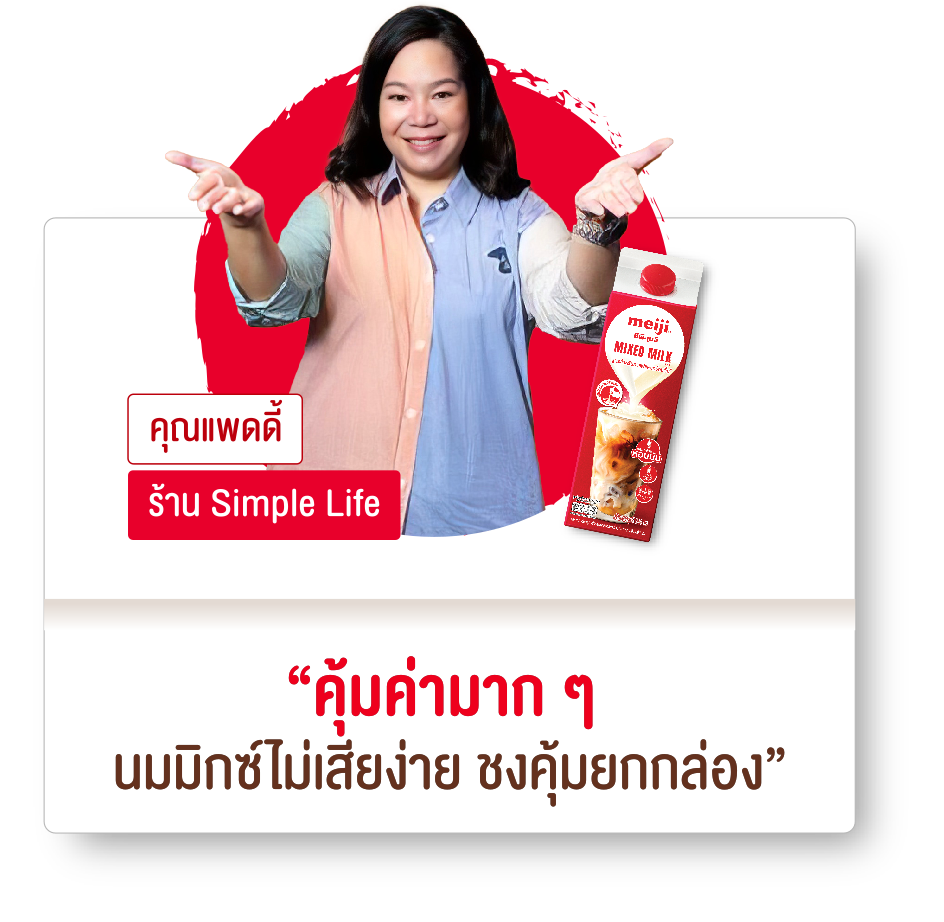 meiji
MIXED MILK
คุณแพดดี้
ร้าน Simple Life
“คุ้มค่ามาก ๆ
นมมิกซ์ไม่เสียง่าย ชงคุ้มยกกล่อง”